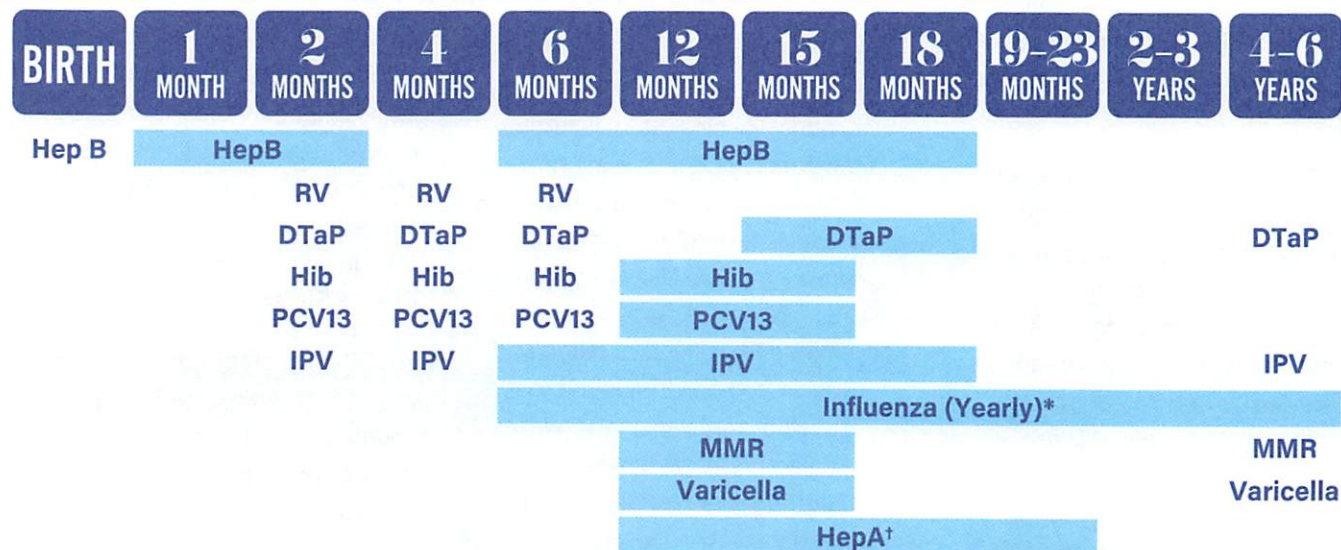 BIRTH 1 MONTH 2 MONTHS 4 MONTHS 6 MONTHS 12 MONTHS 15 MONTHS 18 MONTHS 19–23 MONTHS 2–3 YEARS 4–6 YEARS
Hep B HepB HepB
RV RV RV
DTaP DTaP DTaP DTaP DTaP
Hib Hib Hib Hib
PCV13 PCV13 PCV13 PCV13
IPV IPV IPV IPV
Influenza (Yearly)*
MMR MMR
Varicella Varicella
HepA†